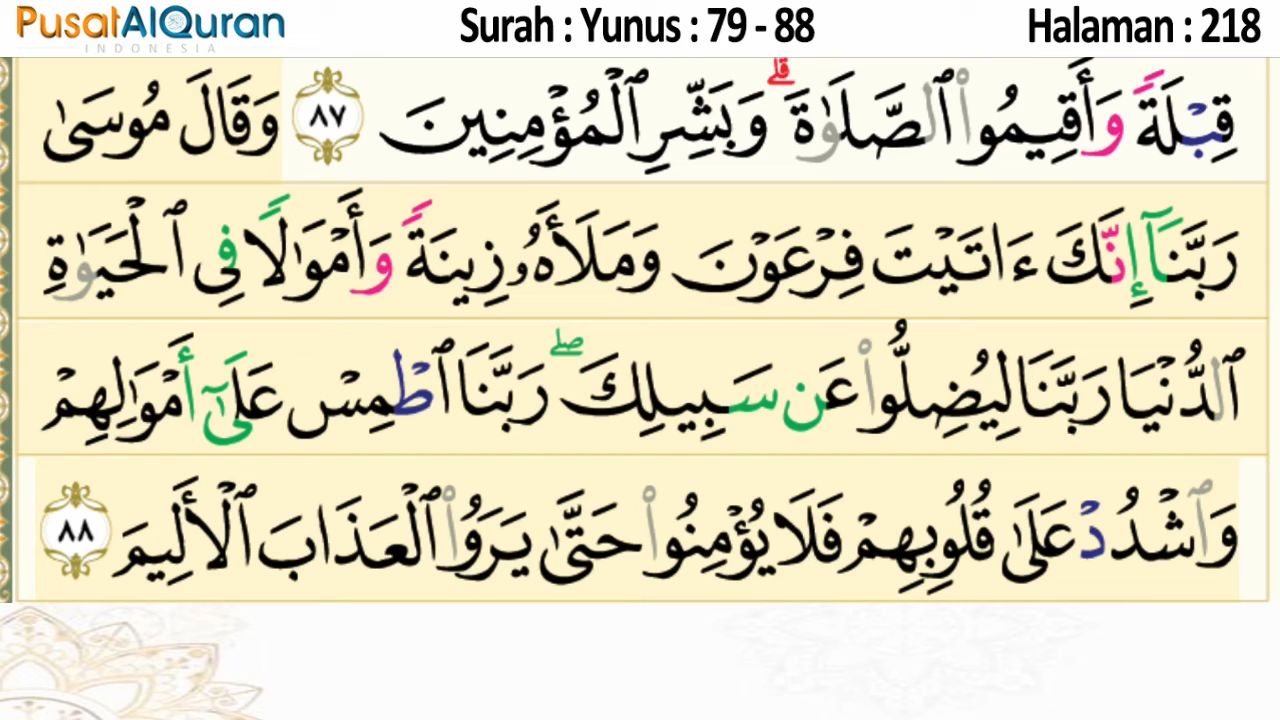 PusatAlQuran
INDONESIA
Surah : Yunus : 79 - 88
Halaman : 218
قِبۡلَةٗ وَأَقِيمُواْ ٱلصَّلَوٰةَۗ وَبَشِّرِ ٱلۡمُؤۡمِنِينَ ٨٧ وَقَالَ مُوسَىٰ
رَبَّنَآ إِنَّكَ ءَاتَيۡتَ فِرۡعَوۡنَ وَمَلَأَهُۥ زِينَةٗ وَأَمۡوَٰلٗا فِي ٱلۡحَيَوٰةِ
ٱلدُّنۡيَا رَبَّنَا لِيُضِلُّواْ عَن سَبِيلِكَۖ رَبَّنَا ٱطۡمِسۡ عَلَىٰٓ أَمۡوَٰلِهِمۡ
وَٱشۡدُدۡ عَلَىٰ قُلُوبِهِمۡ فَلَا يُؤۡمِنُواْ حَتَّىٰ يَرَوُاْ ٱلۡعَذَابَ ٱلۡأَلِيمَ ٨٨